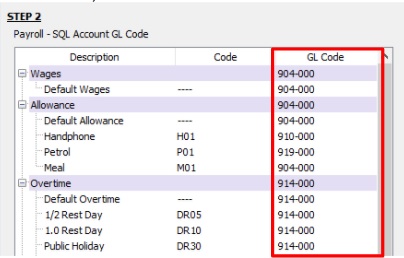 STEP 2
Payroll - SQL Account GL Code
Description Code GL Code
Wages 904-000
Default Wages ---- 904-000
Allowance 904-000
Default Allowance ---- 904-000
Handphone H01 910-000
Petrol P01 919-000
Meal M01 904-000
Overtime 914-000
Default Overtime ---- 914-000
1/2 Rest Day DR05 914-000
1.0 Rest Day DR10 914-000
Public Holiday DR30 914-000